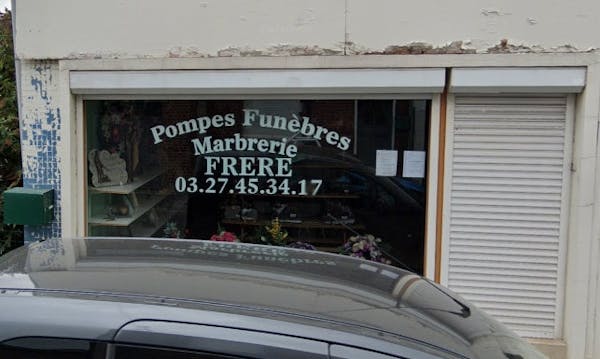 Pompes Funèbres
Marbrerie
FRERE
03.27.45.34.17